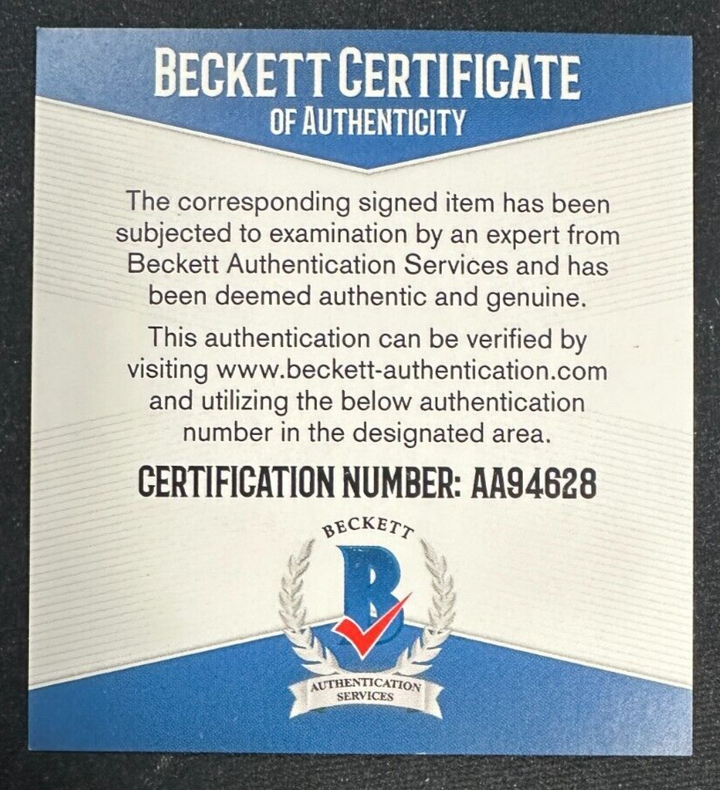 BECKETT CERTIFICATE
OF AUTHENTICITY
The corresponding signed item has been
subjected to examination by an expert from
Beckett Authentication Services and has
been deemed authentic and genuine.
This authentication can be verified by
visiting www.beckett-authentication.com
and utilizing the below authentication
number in the designated area.
CERTIFICATION NUMBER: AA94628
BECKETT
B
AUTHENTICATION
SERVICES